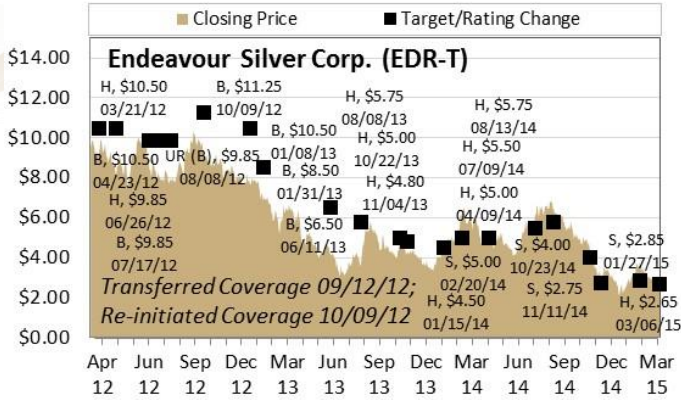 Closing Price
Target/Rating Change
$14.00
$12.00
$10.00
$8.00
$6.00
$4.00
$2.00
$0.00
Endeavour Silver Corp. (EDR-T)
H, $10.50
03/21/12
B, $10.50
04/23/12
H, $9.85
06/26/12
B, $9.85
07/17/12
UR (B), $9.85
08/08/12
B, $11.25
10/09/12
B, $10.50
01/08/13
B, $8.50
01/31/13
B, $6.50
06/11/13
H, $5.75
08/08/13
H, $5.00
10/22/13
H, $4.80
11/04/13
H, $4.50
01/15/14
S, $5.00
02/20/14
H, $5.00
04/09/14
H, $5.50
07/09/14
H, $5.75
08/13/14
S, $4.00
10/23/14
S, $2.75
11/11/14
S, $2.85
01/27/15
H, $2.65
03/06/15
Transferred Coverage 09/12/12;
Re-initiated Coverage 10/09/12
Apr Jun Sep Dec Mar Jun Sep Dec Mar Jun Sep Dec Mar
12 12 12 12 13 13 13 13 14 14 14 14 15